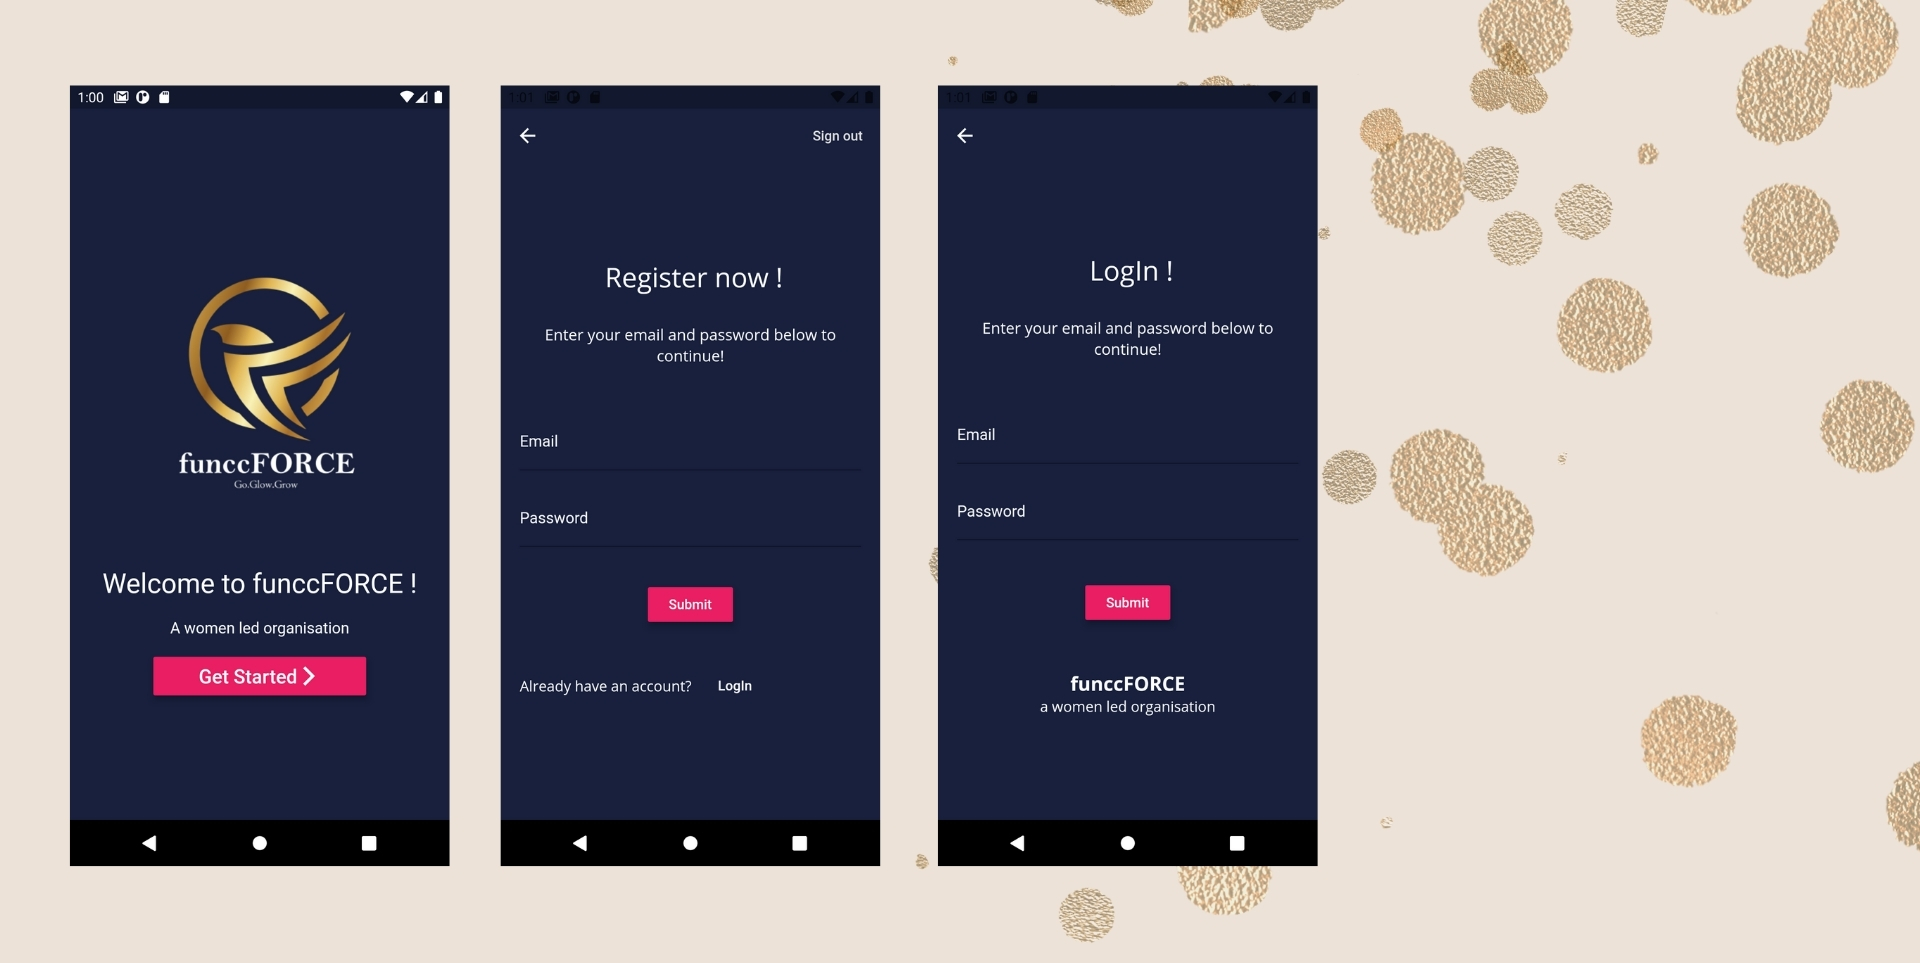 1:00
funccFORCE
Go.Glow.Grow
Welcome to funccFORCE !
A women led organisation
Get Started
1:01
Sign out
Register now !
Enter your email and password below to
continue!
Email
Password
Submit
Already have an account? LogIn
1:01
LogIn !
Enter your email and password below to
continue!
Email
Password
Submit
funccFORCE
a women led organisation